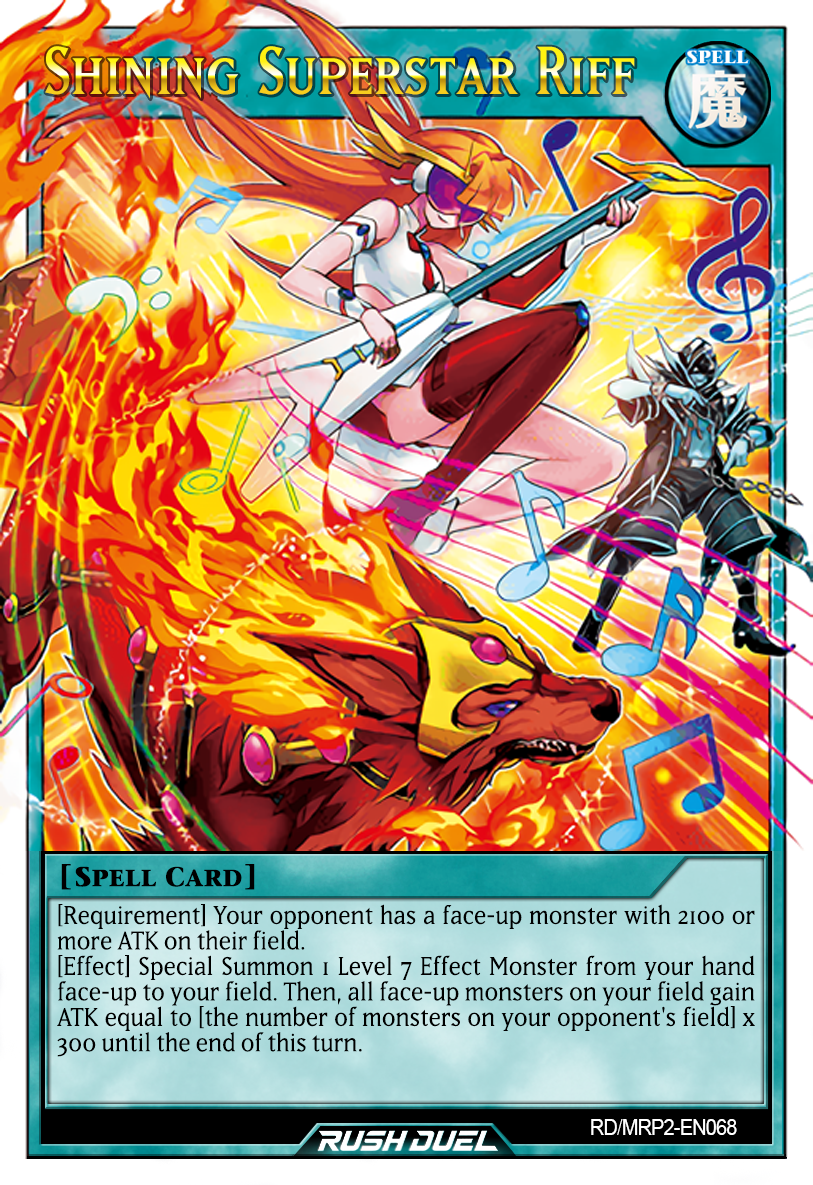 Shining Superstar Riff
SPELL
魔
[Spell Card]
[Requirement] Your opponent has a face-up monster with 2100 or
more ATK on their field.
[Effect] Special Summon 1 Level 7 Effect Monster from your hand
face-up to your field. Then, all face-up monsters on your field gain
ATK equal to [the number of monsters on your opponent's field] x
300 until the end of this turn.
RD/MRP2-EN068
RUSH DUEL